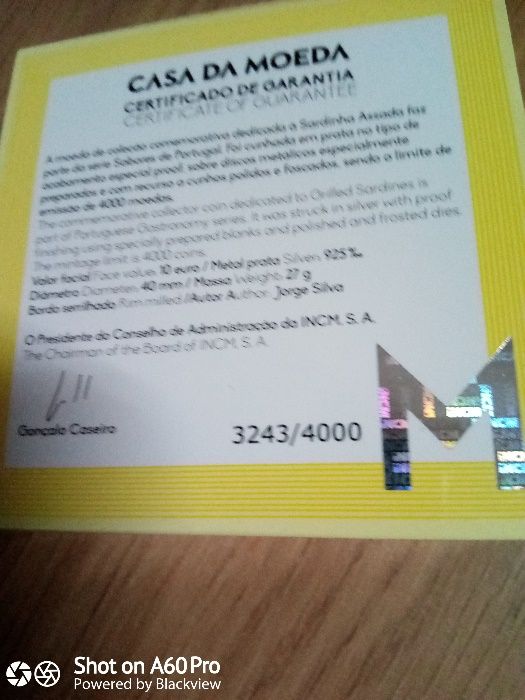 CASA DA MOEDA
CERTIFICADO DE GARANTIA
CERTIFICATE OF GUARANTEE
A moeda de coleção comemorativa dedicada à Sardinha Assada faz
parte da série Sabores de Portugal. Foi cunhada em prata no tipo de
acabamento especial proof, sobre discos metálicos especialmente
preparados e com recurso a cunhos polidos e foscados, sendo o limite de
emissão de 4000 moedas.
The commemorative collector coin dedicated to Grilled Sardines is
part of Portuguese Gastronomy series. It was struck in silver with proof
finishing using specially prepared blanks and polished and frosted dies.
The mintage limit is 4000 coins.
Valor facial Face value: 10 euro / Metal prata Silver: 925‰
Diâmetro Diameter: 40 mm / Massa Weight: 27 g
Bordo serrilhado Rim milled / Autor Author: Jorge Silva
O Presidente do Conselho de Administração da INCM, S. A.
The Chairman of the Board of INCM, S. A.
Gonçalo Caseiro
3243/4000
M
INCM
Shot on A60Pro
Powered by Blackview